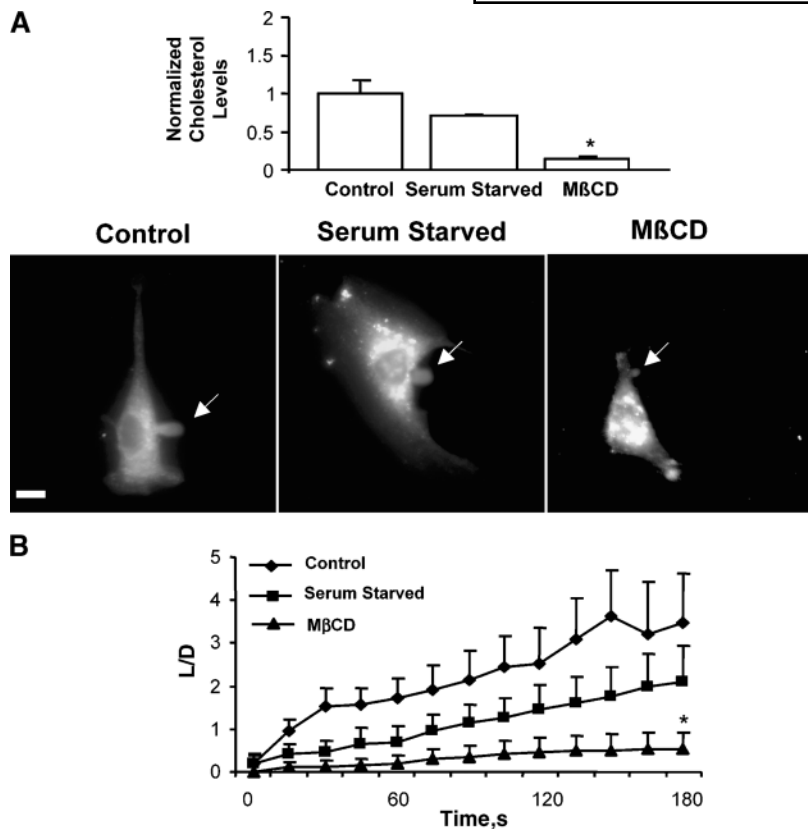 A
Normalized
Cholesterol
Levels
2
1.5
1
0.5
0
*
Control
Serum Starved
MßCD
Control
Serum Starved
MßCD
B
L/D
5
4
3
2
1
0
Control
Serum Starved
MβCD
*
0
60
120
180
Time,s